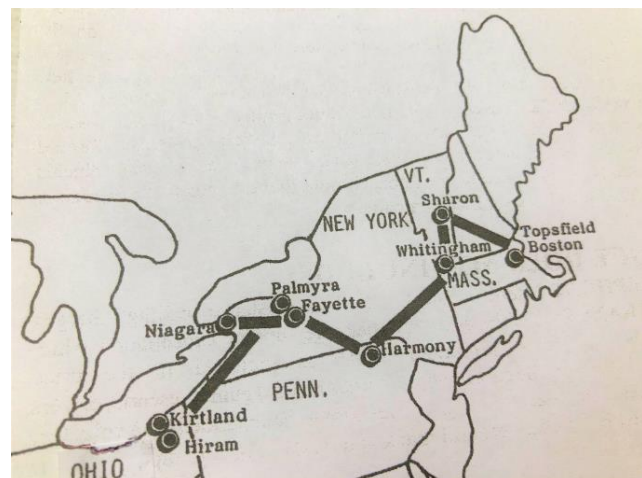 VT.
Sharon
NEW YORK
Topsfield
Whitingham
Boston
MASS.
Palmyra
Fayette
Niagara
Harmony
PENN.
Kirtland
Hiram
OHIO